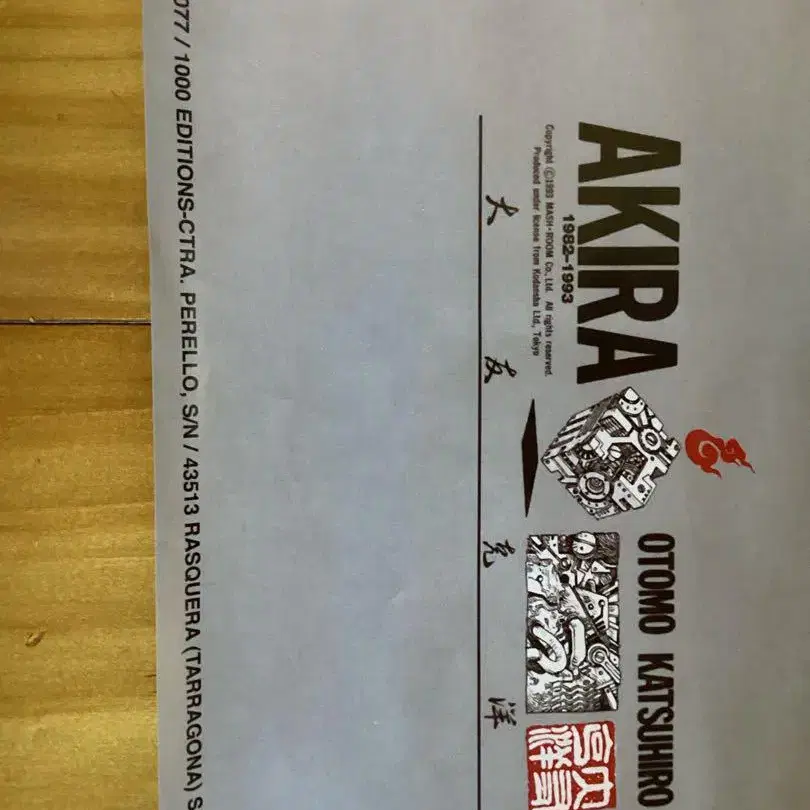 AKIRA
OTOMO KATSUHIRO
1982-1993
Copyright ©1993 MASH・ROOM Co., Ltd. All rights reserved.
Produced under license from Kodansha Ltd., Tokyo
大 友 克 洋
077 / 1000 EDITIONS-CTRA. PERELLO, S/N / 43513 RASQUERA (TARRAGONA) S